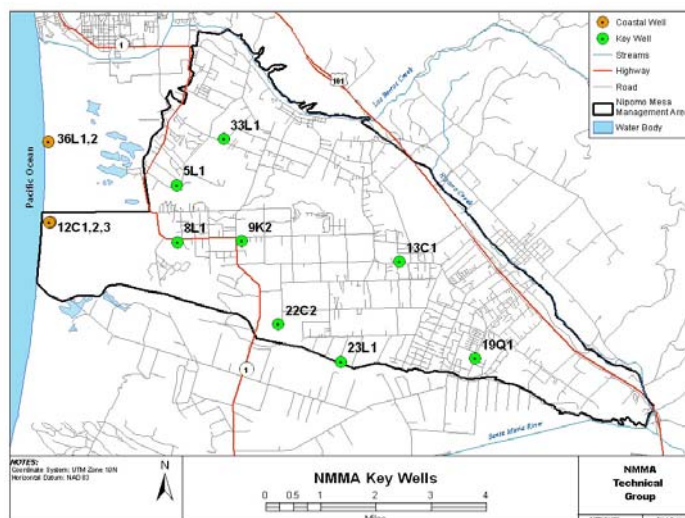 Coastal Well
Key Well
Streams
Highway
Road
Nipomo Mesa
Management Area
Water Body
1
101
Los Berros Creek
33L1
36L1,2
Pacific Ocean
5L1
Nipomo Creek
12C1,2,3
8L1
9K2
13C1
22C2
23L1
19Q1
1
Santa Maria River
NOTES:
Coordinate System: UTM Zone 10N
Horizontal Datum: NAD 83
N
NMMA Key Wells
0 0.5 1 2 3 4
Miles
NMMA
Technical
Group